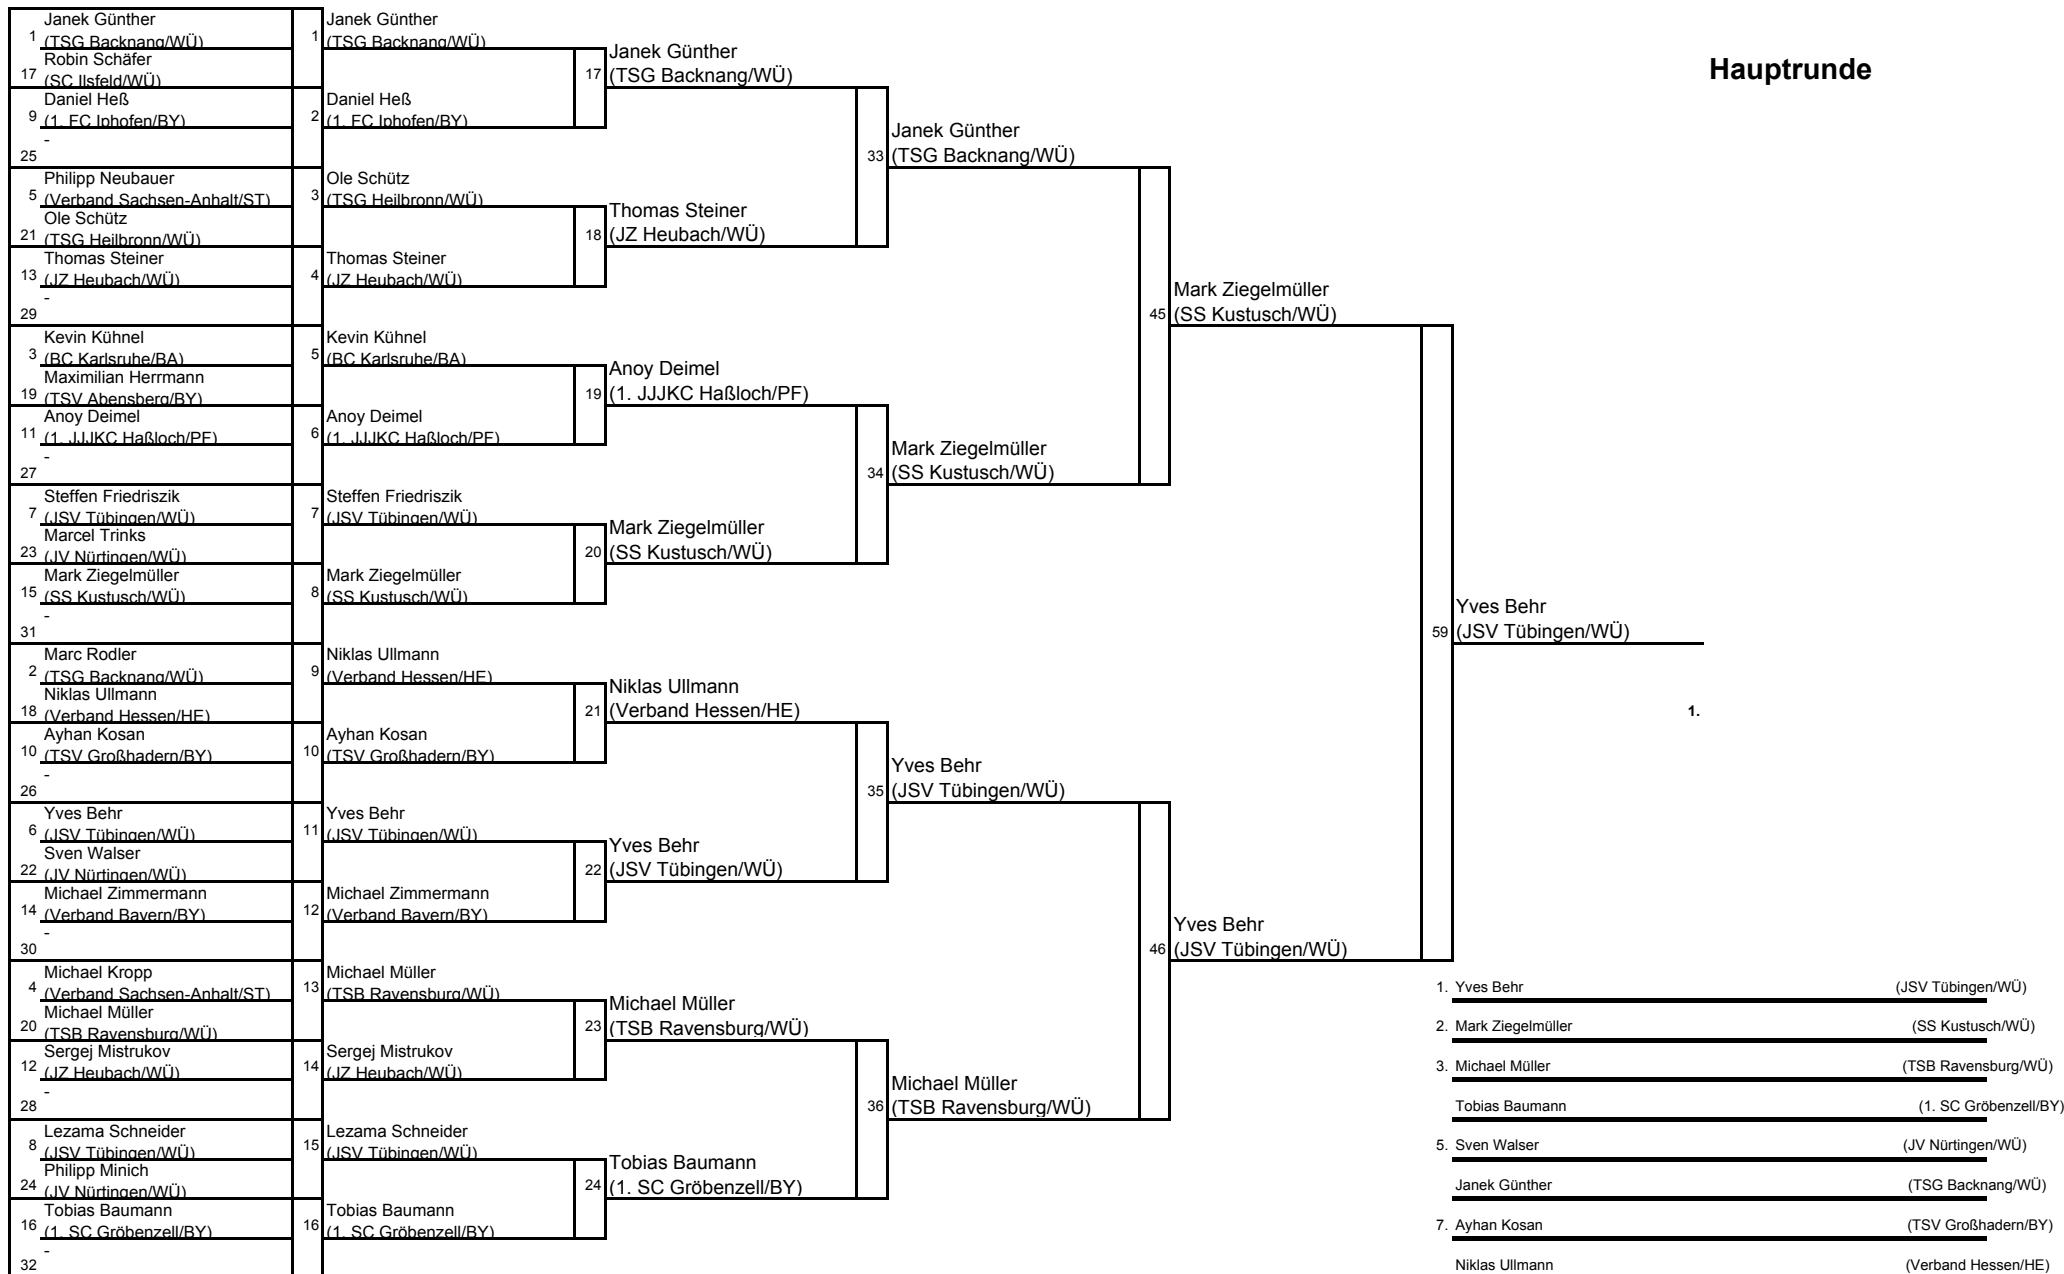 Hauptrunde
1
Janek Günther
(TSG Backnang/WÜ)
17
Robin Schäfer
(SC Ilsfeld/WÜ)
9
Daniel Heß
(1. FC Iphofen/BY)
25
-
5
Philipp Neubauer
(Verband Sachsen-Anhalt/ST)
21
Ole Schütz
(TSG Heilbronn/WÜ)
13
Thomas Steiner
(JZ Heubach/WÜ)
29
-
3
Kevin Kühnel
(BC Karlsruhe/BA)
19
Maximilian Herrmann
(TSV Abensberg/BY)
11
Anoy Deimel
(1. JJJKC Haßloch/PF)
27
-
7
Steffen Friedriszik
(JSV Tübingen/WÜ)
23
Marcel Trinks
(JV Nürtingen/WÜ)
15
Mark Ziegelmüller
(SS Kustusch/WÜ)
31
-
2
Marc Rodler
(TSG Backnang/WÜ)
18
Niklas Ullmann
(Verband Hessen/HE)
10
Ayhan Kosan
(TSV Großhadern/BY)
26
-
6
Yves Behr
(JSV Tübingen/WÜ)
22
Sven Walser
(JV Nürtingen/WÜ)
14
Michael Zimmermann
(Verband Bayern/BY)
30
-
4
Michael Kropp
(Verband Sachsen-Anhalt/ST)
20
Michael Müller
(TSB Ravensburg/WÜ)
12
Sergej Mistrukov
(JZ Heubach/WÜ)
28
-
8
Lezama Schneider
(JSV Tübingen/WÜ)
24
Philipp Minich
(JV Nürtingen/WÜ)
16
Tobias Baumann
(1. SC Gröbenzell/BY)
32
-
1
Janek Günther
(TSG Backnang/WÜ)
2
Daniel Heß
(1. FC Iphofen/BY)
3
Ole Schütz
(TSG Heilbronn/WÜ)
4
Thomas Steiner
(JZ Heubach/WÜ)
5
Kevin Kühnel
(BC Karlsruhe/BA)
6
Anoy Deimel
(1. JJJKC Haßloch/PF)
7
Steffen Friedriszik
(JSV Tübingen/WÜ)
8
Mark Ziegelmüller
(SS Kustusch/WÜ)
9
Niklas Ullmann
(Verband Hessen/HE)
10
Ayhan Kosan
(TSV Großhadern/BY)
11
Yves Behr
(JSV Tübingen/WÜ)
12
Michael Zimmermann
(Verband Bayern/BY)
13
Michael Müller
(TSB Ravensburg/WÜ)
14
Sergej Mistrukov
(JZ Heubach/WÜ)
15
Lezama Schneider
(JSV Tübingen/WÜ)
16
Tobias Baumann
(1. SC Gröbenzell/BY)
17
Janek Günther
(TSG Backnang/WÜ)
18
Thomas Steiner
(JZ Heubach/WÜ)
19
Anoy Deimel
(1. JJJKC Haßloch/PF)
20
Mark Ziegelmüller
(SS Kustusch/WÜ)
21
Niklas Ullmann
(Verband Hessen/HE)
22
Yves Behr
(JSV Tübingen/WÜ)
23
Michael Müller
(TSB Ravensburg/WÜ)
24
Tobias Baumann
(1. SC Gröbenzell/BY)
33
Janek Günther
(TSG Backnang/WÜ)
34
Mark Ziegelmüller
(SS Kustusch/WÜ)
35
Yves Behr
(JSV Tübingen/WÜ)
36
Michael Müller
(TSB Ravensburg/WÜ)
45
Mark Ziegelmüller
(SS Kustusch/WÜ)
46
Yves Behr
(JSV Tübingen/WÜ)
59
Yves Behr
(JSV Tübingen/WÜ)
1.
1. Yves Behr (JSV Tübingen/WÜ)
2. Mark Ziegelmüller (SS Kustusch/WÜ)
3. Michael Müller (TSB Ravensburg/WÜ)
Tobias Baumann (1. SC Gröbenzell/BY)
5. Sven Walser (JV Nürtingen/WÜ)
Janek Günther (TSG Backnang/WÜ)
7. Ayhan Kosan (TSV Großhadern/BY)
Niklas Ullmann (Verband Hessen/HE)